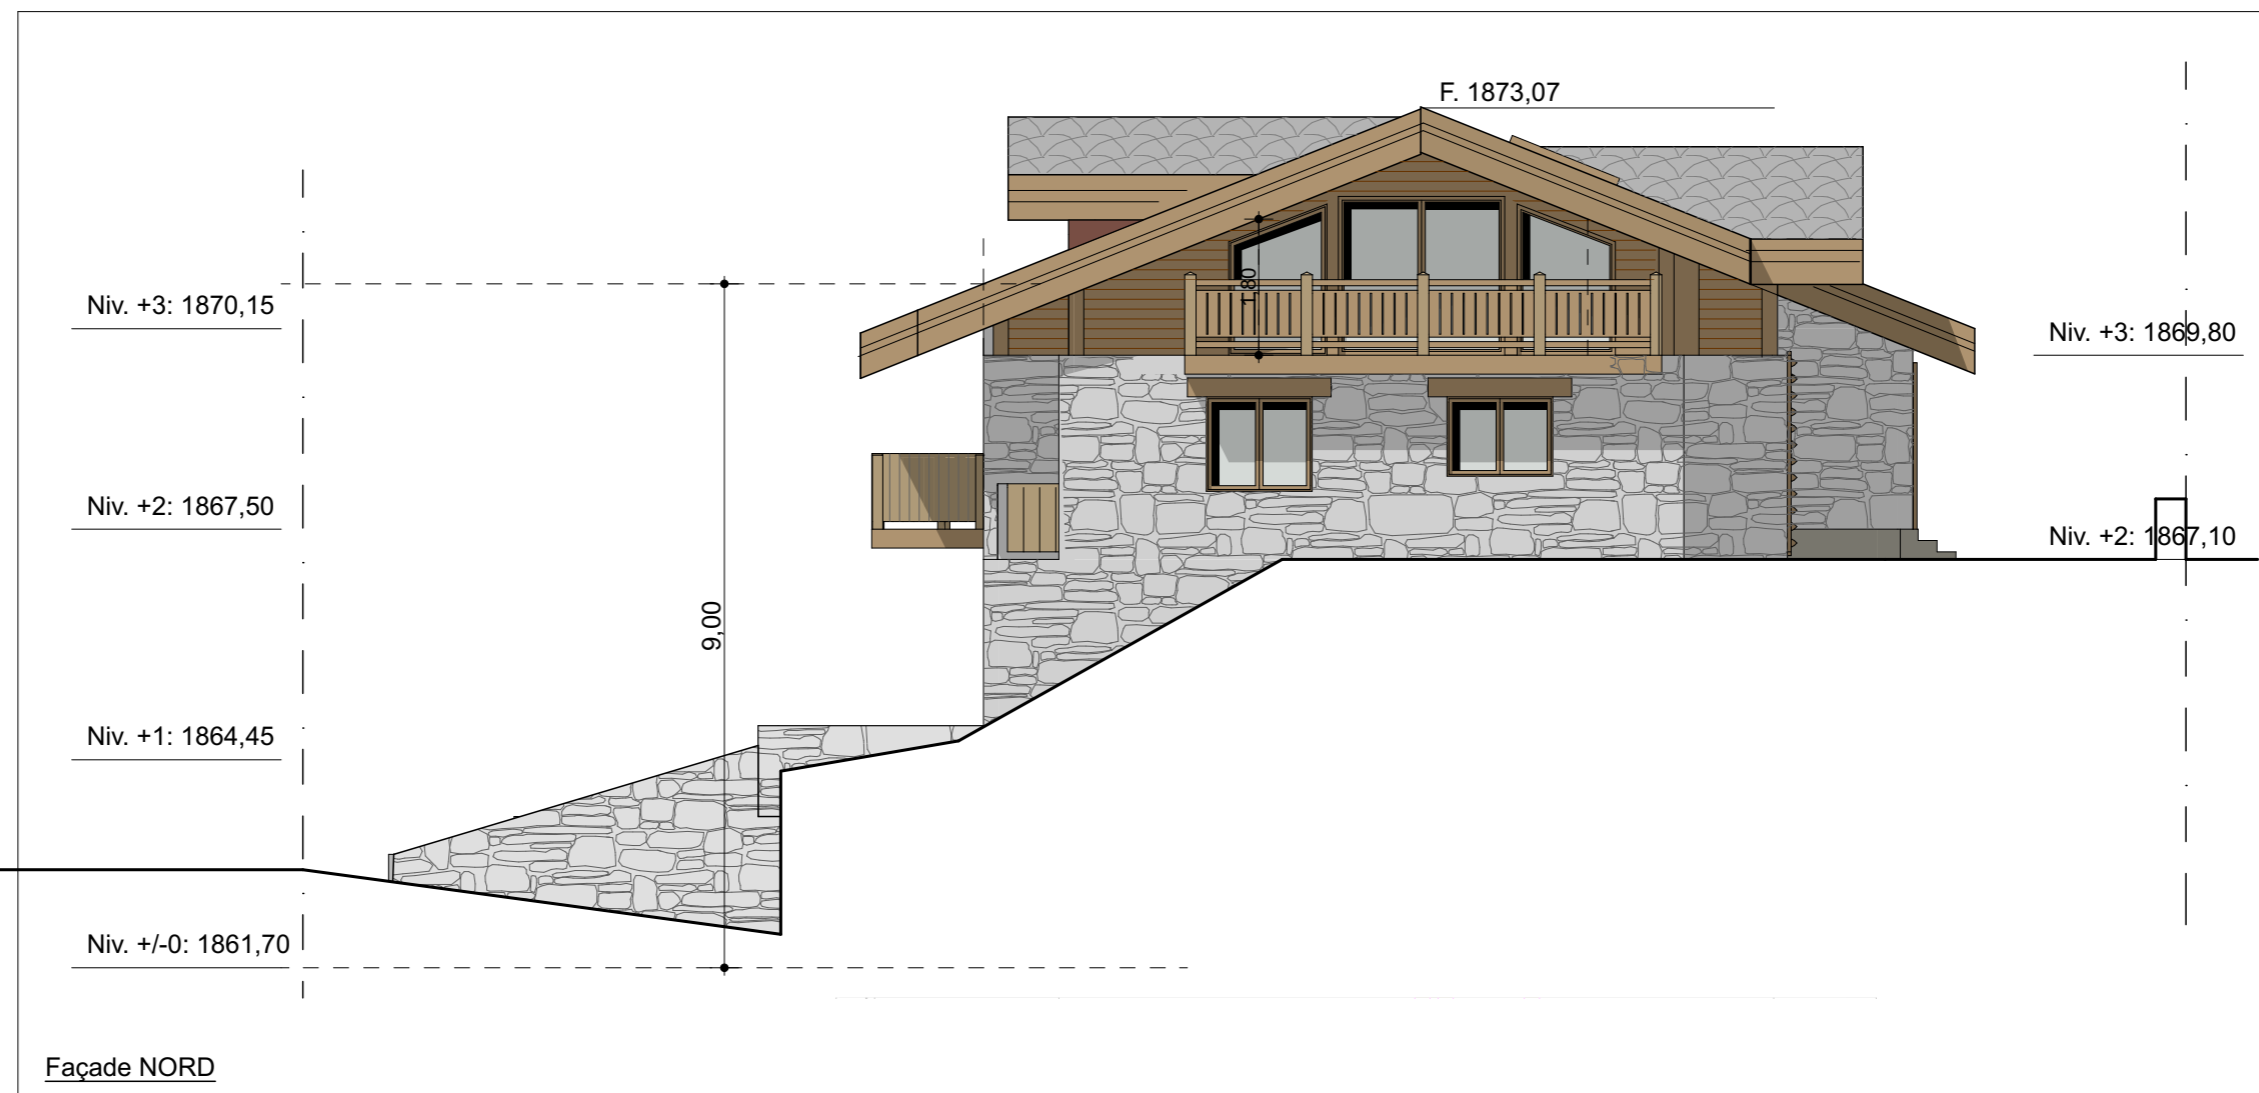 F. 1873,07
Niv. +3: 1870,15
1,80
Niv. +3: 1869,80
Niv. +2: 1867,50
Niv. +2: 1867,10
9,00
Niv. +1: 1864,45
Niv. +/-0: 1861,70
Façade NORD